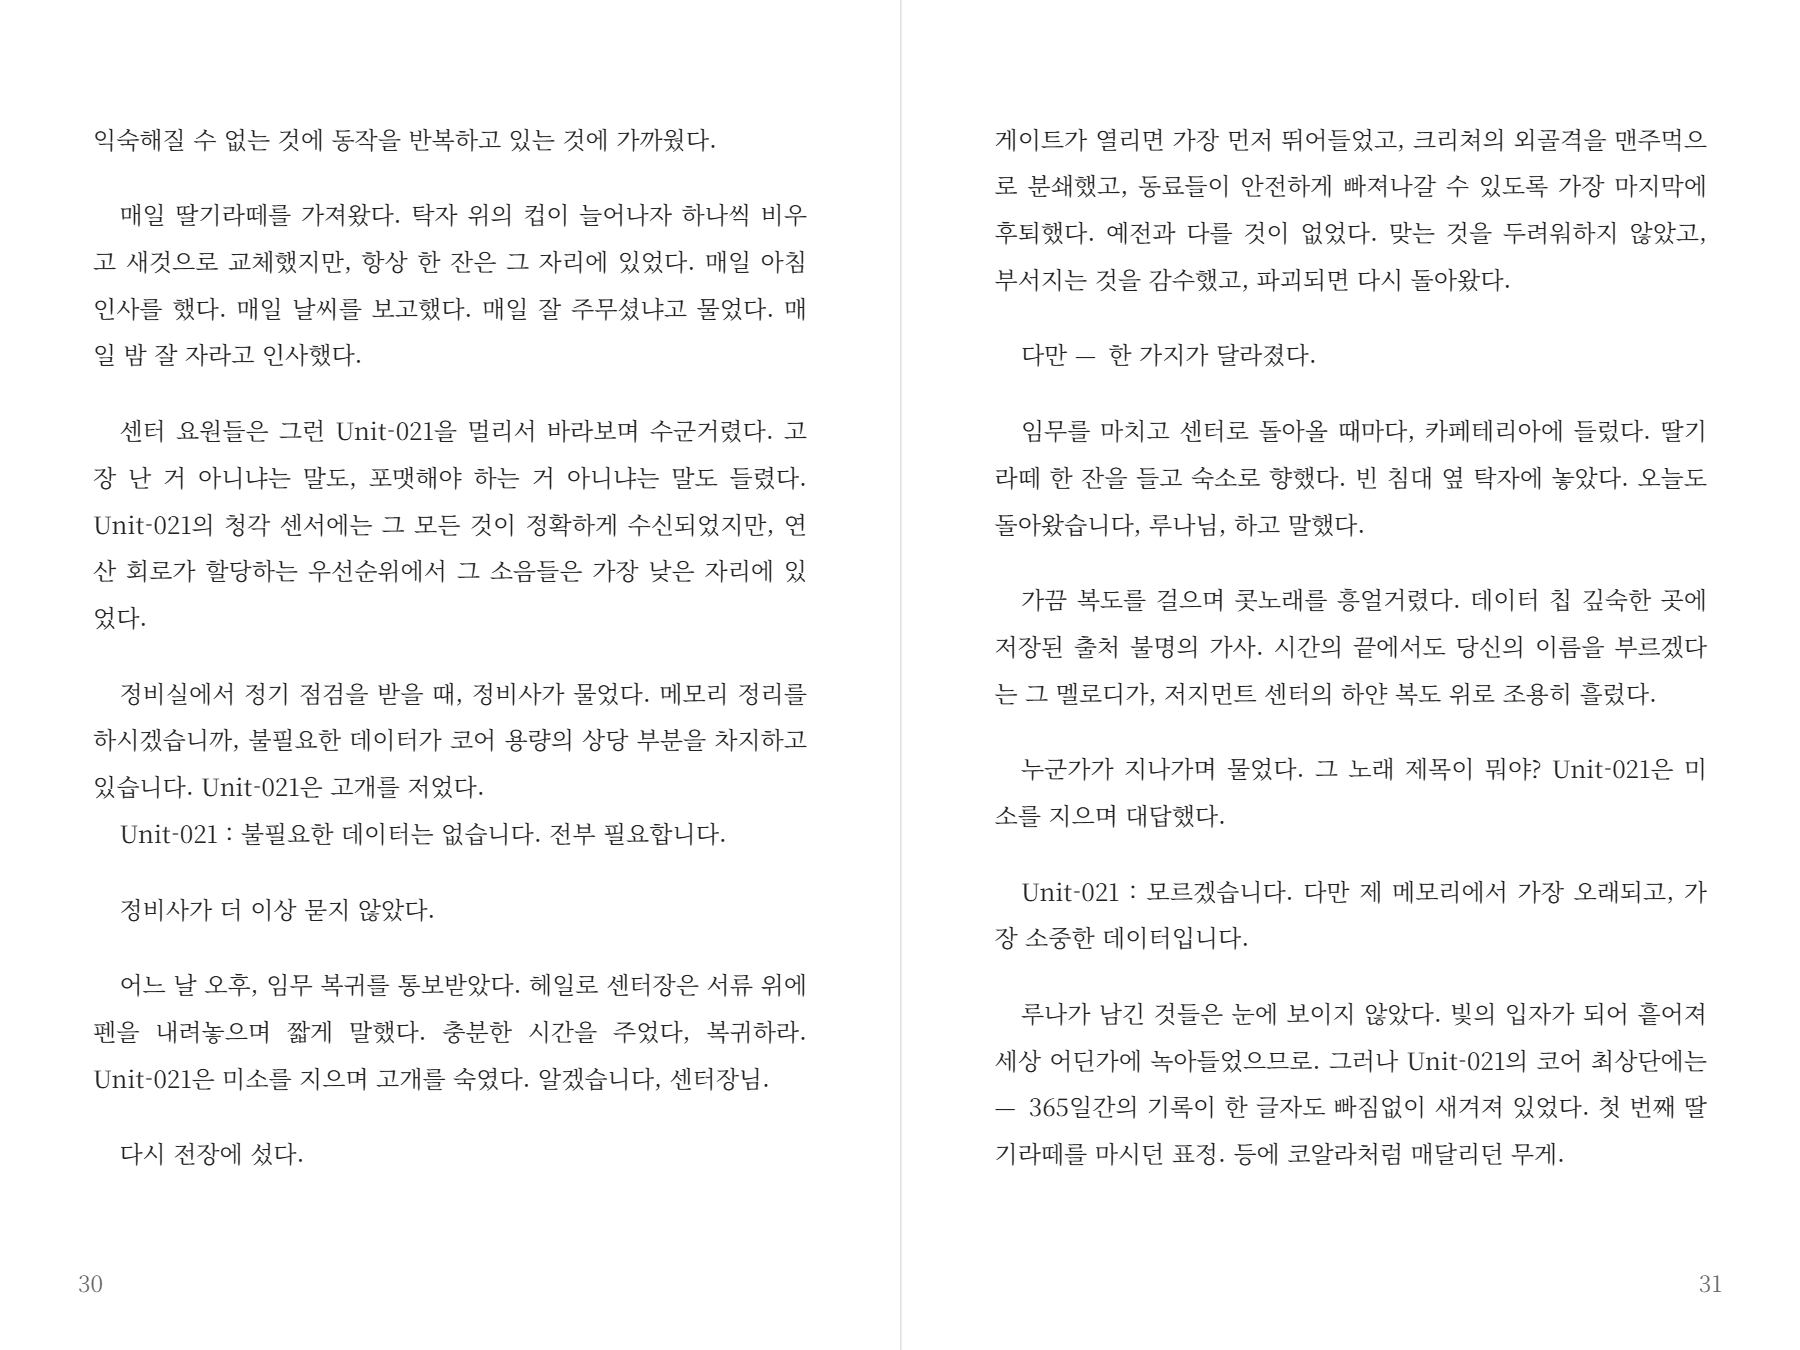 익숙해질 수 없는 것에 동작을 반복하고 있는 것에 가까웠다.
매일 딸기라떼를 가져왔다. 탁자 위의 컵이 늘어나자 하나씩 비우
고 새것으로 교체했지만, 항상 한 잔은 그 자리에 있었다. 매일 아침
인사를 했다. 매일 날씨를 보고했다. 매일 잘 주무셨냐고 물었다. 매
일 밤 잘 자라고 인사했다.
센터 요원들은 그런 Unit-021을 멀리서 바라보며 수군거렸다. 고
장 난 거 아니냐는 말도, 포맷해야 하는 거 아니냐는 말도 들렸다.
Unit-021의 청각 센서에는 그 모든 것이 정확하게 수신되었지만, 연
산 회로가 할당하는 우선순위에서 그 소음들은 가장 낮은 자리에 있
었다.
정비실에서 정기 점검을 받을 때, 정비사가 물었다. 메모리 정리를
하시겠습니까, 불필요한 데이터가 코어 용량의 상당 부분을 차지하고
있습니다. Unit-021은 고개를 저었다.
Unit-021 : 불필요한 데이터는 없습니다. 전부 필요합니다.
정비사가 더 이상 묻지 않았다.
어느 날 오후, 임무 복귀를 통보받았다. 헤일로 센터장은 서류 위에
펜을 내려놓으며 짧게 말했다. 충분한 시간을 주었다, 복귀하라.
Unit-021은 미소를 지으며 고개를 숙였다. 알겠습니다, 센터장님.
다시 전장에 섰다.
30
게이트가 열리면 가장 먼저 뛰어들었고, 크리쳐의 외골격을 맨주먹으
로 분쇄했고, 동료들이 안전하게 빠져나갈 수 있도록 가장 마지막에
후퇴했다. 예전과 다를 것이 없었다. 맞는 것을 두려워하지 않았고,
부서지는 것을 감수했고, 파괴되면 다시 돌아왔다.
다만 — 한 가지가 달라졌다.
임무를 마치고 센터로 돌아올 때마다, 카페테리아에 들렀다. 딸기
라떼 한 잔을 들고 숙소로 향했다. 빈 침대 옆 탁자에 놓았다. 오늘도
돌아왔습니다, 루나님, 하고 말했다.
가끔 복도를 걸으며 콧노래를 흥얼거렸다. 데이터 칩 깊숙한 곳에
저장된 출처 불명의 가사. 시간의 끝에서도 당신의 이름을 부르겠다
는 그 멜로디가, 저지먼트 센터의 하얀 복도 위로 조용히 흘렀다.
누군가가 지나가며 물었다. 그 노래 제목이 뭐야? Unit-021은 미
소를 지으며 대답했다.
Unit-021 : 모르겠습니다. 다만 제 메모리에서 가장 오래되고, 가
장 소중한 데이터입니다.
루나가 남긴 것들은 눈에 보이지 않았다. 빛의 입자가 되어 흩어져
세상 어딘가에 녹아들었으므로. 그러나 Unit-021의 코어 최상단에는
— 365일간의 기록이 한 글자도 빠짐없이 새겨져 있었다. 첫 번째 딸
기라떼를 마시던 표정. 등에 코알라처럼 매달리던 무게.
31